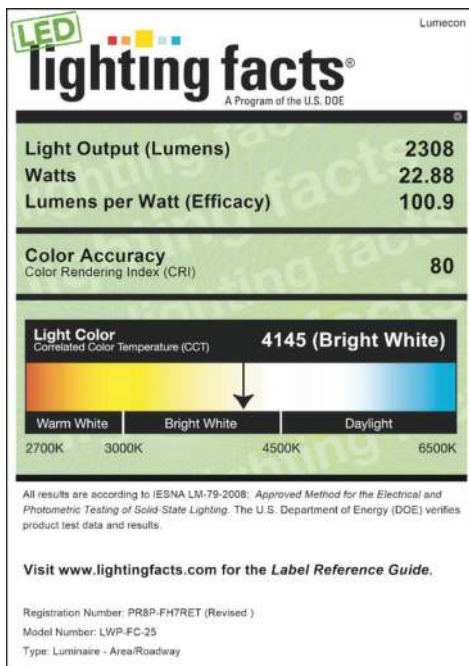 Lumecon
LED
lighting facts®
A Program of the U.S. DOE
Light Output (Lumens) 2308
Watts 22.88
Lumens per Watt (Efficacy) 100.9
Color Accuracy
Color Rendering Index (CRI) 80
Light Color
Correlated Color Temperature (CCT) 4145 (Bright White)
Warm White Bright White Daylight
2700K 3000K 4500K 6500K
All results are according to IESNA LM-79-2008: Approved Method for the Electrical and
Photometric Testing of Solid-State Lighting. The U.S. Department of Energy (DOE) verifies
product test data and results.
Visit www.lightingfacts.com for the Label Reference Guide.
Registration Number: PR8P-FH7RET (Revised )
Model Number: LWP-FC-25
Type: Luminaire - Area/Roadway